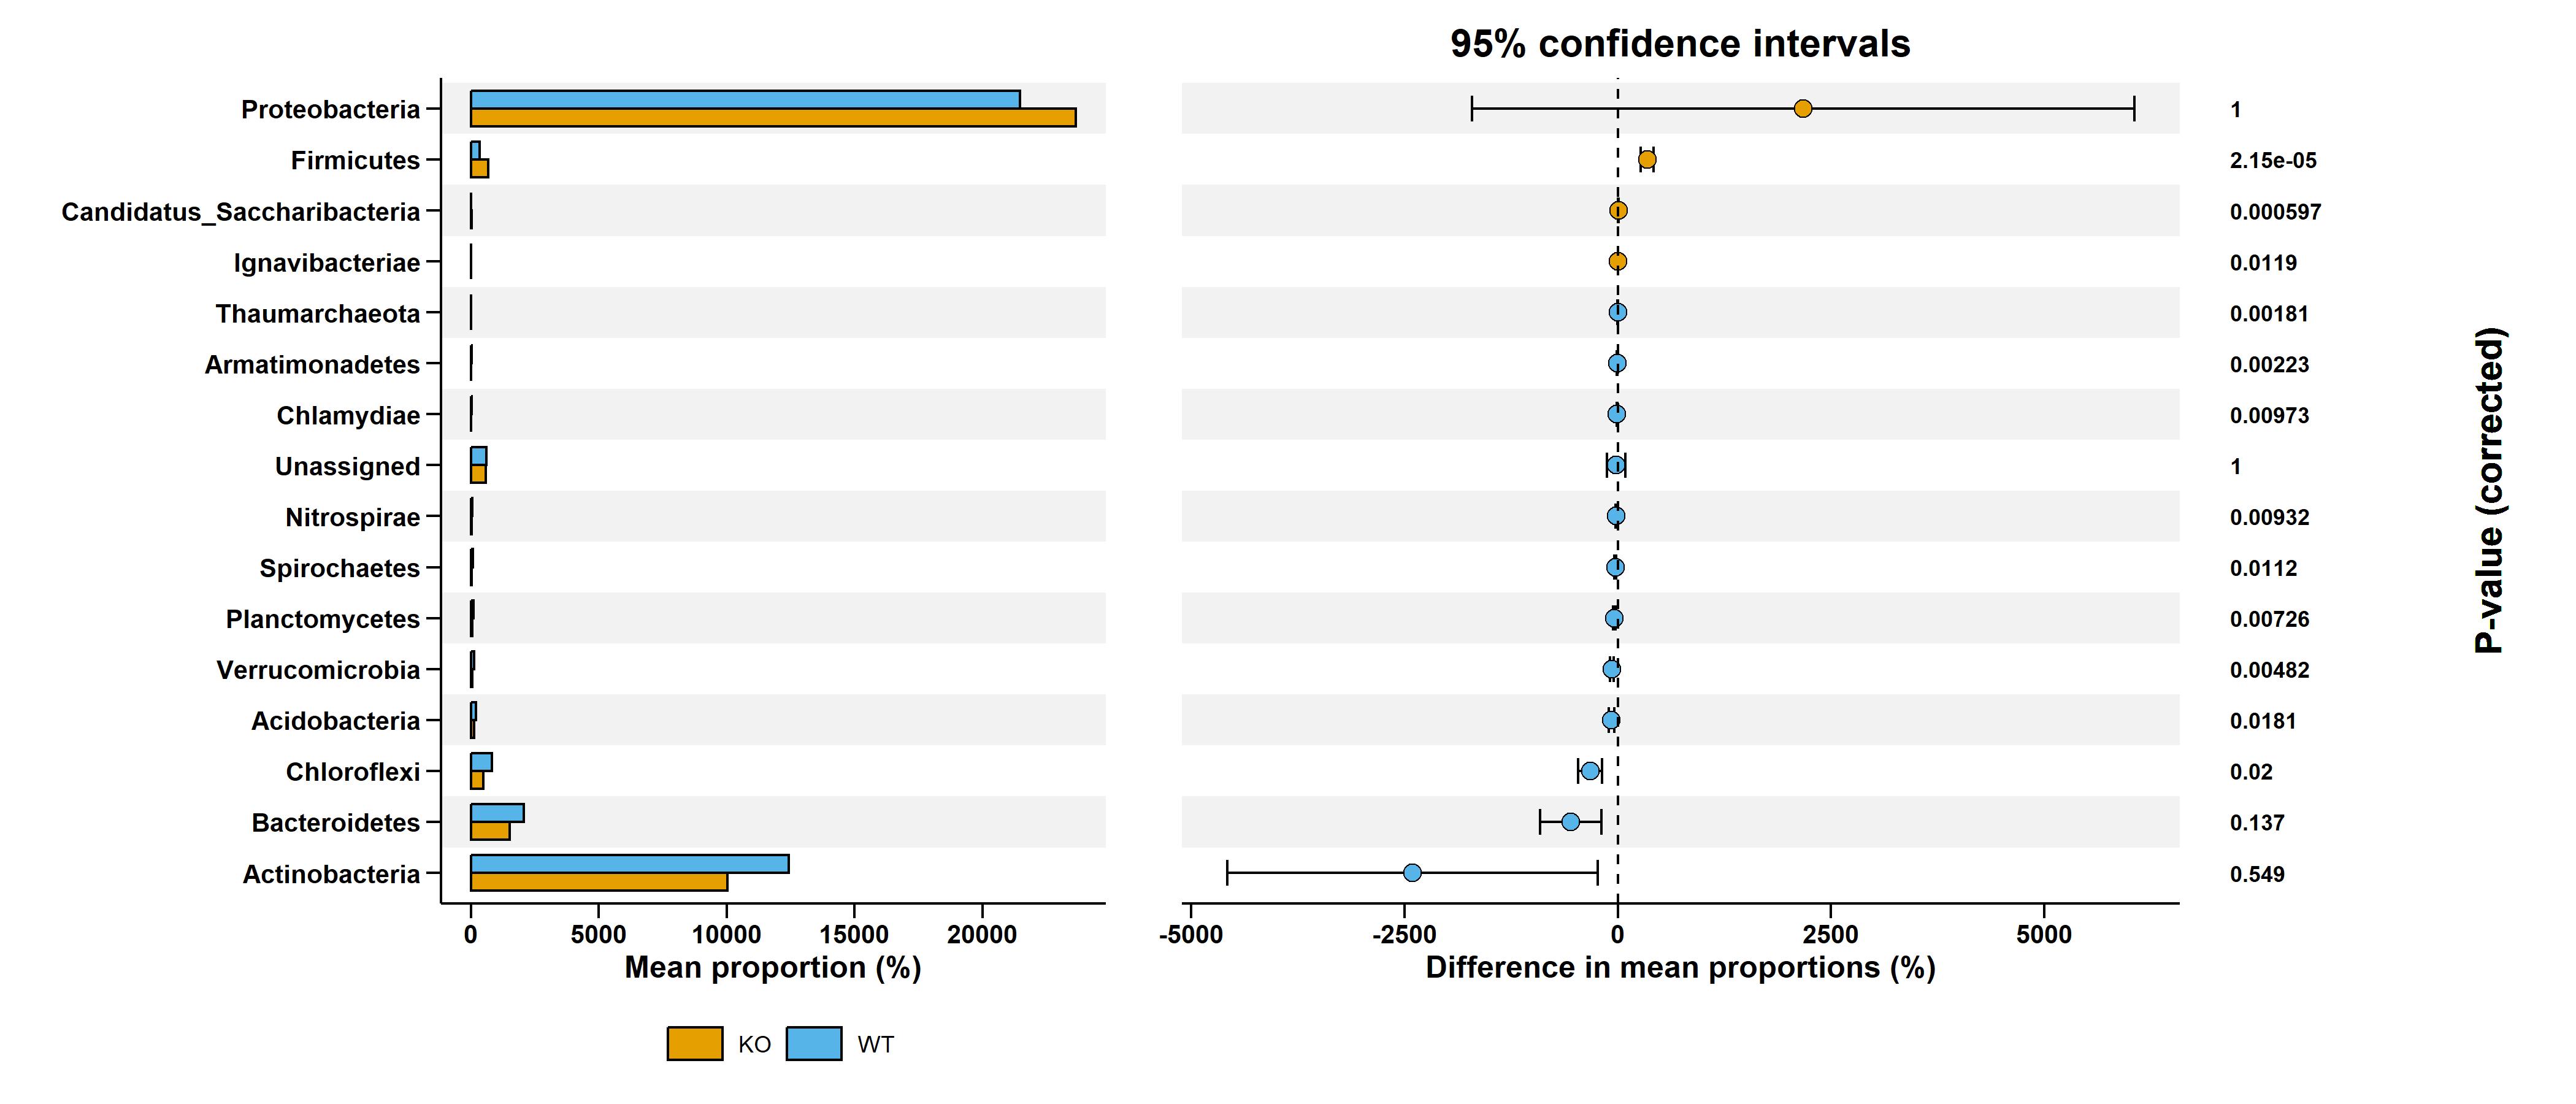 95% confidence intervals
Proteobacteria 1
Firmicutes 2.15e-05
Candidatus_Saccharibacteria 0.000597
Ignavibacteriae 0.0119
Thaumarchaeota 0.00181
Armatimonadetes 0.00223
Chlamydiae 0.00973
Unassigned 1
Nitrospirae 0.00932
Spirochaetes 0.0112
Planctomycetes 0.00726
Verrucomicrobia 0.00482
Acidobacteria 0.0181
Chloroflexi 0.02
Bacteroidetes 0.137
Actinobacteria 0.549
P-value (corrected)
0 5000 10000 15000 20000 -5000 -2500 0 2500 5000
Mean proportion (%) Difference in mean proportions (%)
KO WT